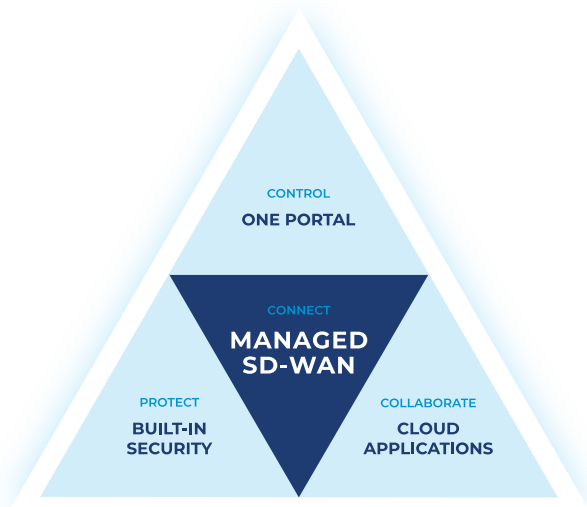 CONTROL
ONE PORTAL
CONNECT
MANAGED
SD-WAN
PROTECT
BUILT-IN
SECURITY
COLLABORATE
CLOUD
APPLICATIONS